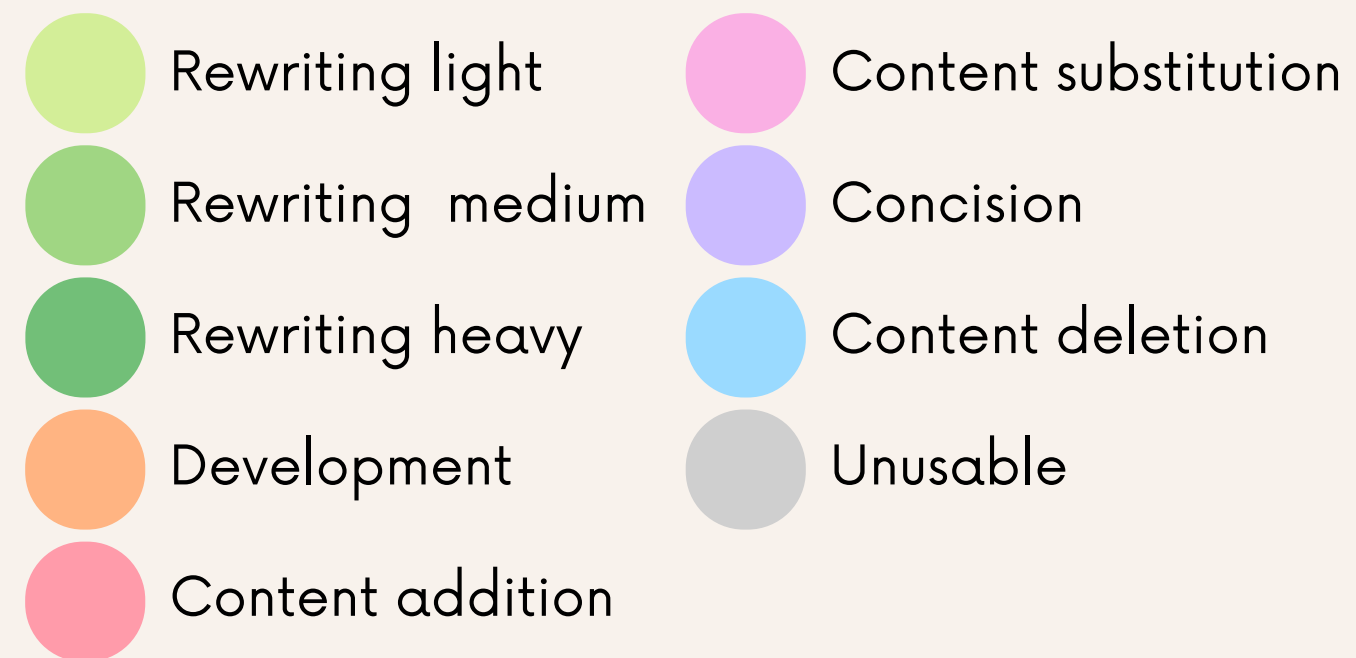 Rewriting light
Rewriting medium
Rewriting heavy
Development
Content addition
Content substitution
Concision
Content deletion
Unusable